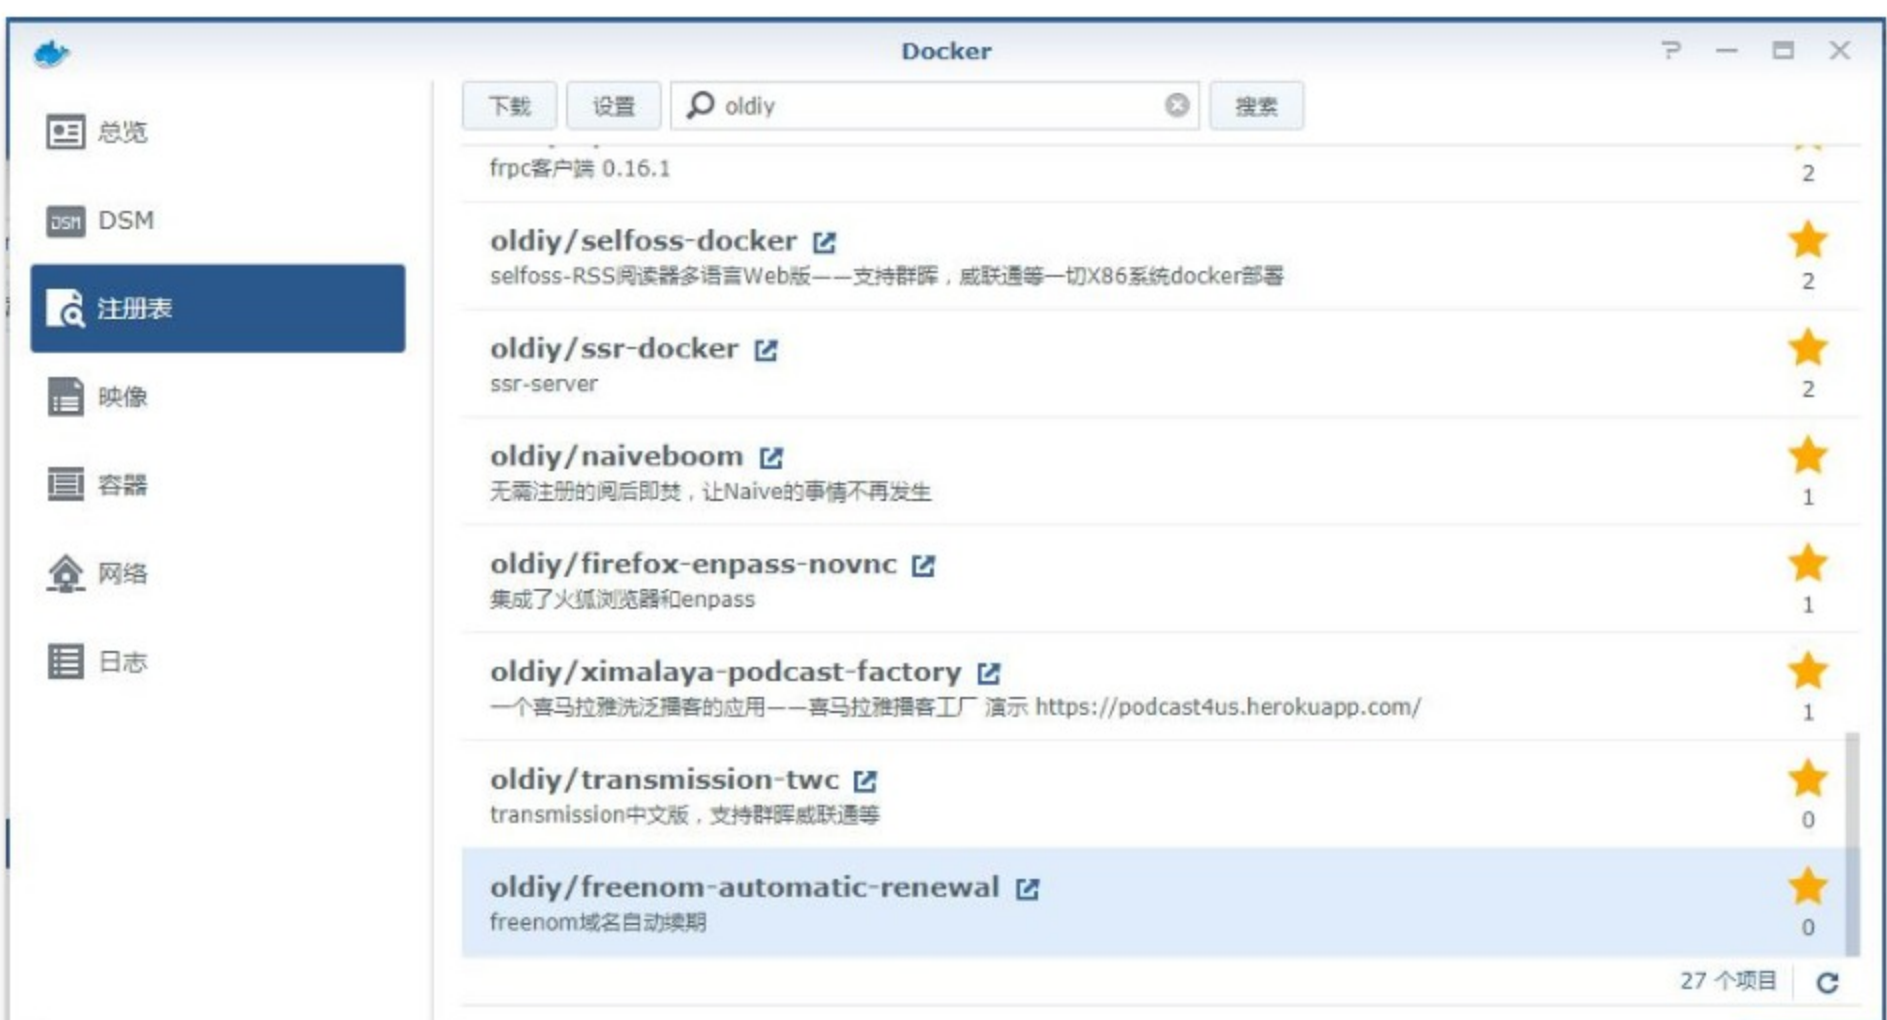 Docker
下载 设置 oldiy 搜索
总览
DSM DSM
注册表
映像
容器
网络
日志
frpc客户端 0.16.1
2
oldiy/selfoss-docker
selfoss-RSS阅读器多语言Web版——支持群晖，威联通等一切X86系统docker部署
2
oldiy/ssr-docker
ssr-server
2
oldiy/naiveboom
无需注册的阅后即焚，让Naive的事情不再发生
1
oldiy/firefox-enpass-novnc
集成了火狐浏览器和enpass
1
oldiy/ximalaya-podcast-factory
一个喜马拉雅洗泛播客的应用——喜马拉雅播客工厂 演示 https://podcast4us.herokuapp.com/
1
oldiy/transmission-twc
transmission中文版，支持群晖威联通等
0
oldiy/freenom-automatic-renewal
freenom域名自动续期
0
27 个项目